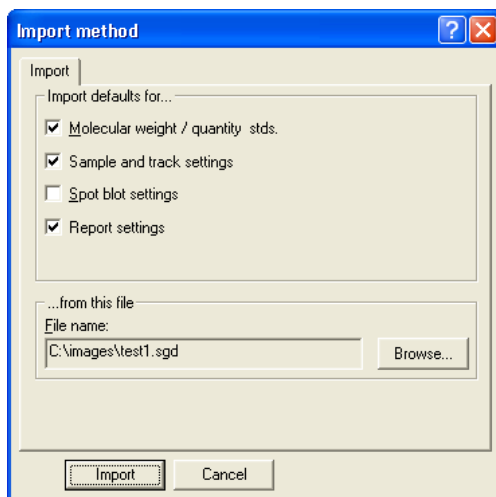 Import method
Import
Import defaults for...
Molecular weight / quantity stds.
Sample and track settings
Spot blot settings
Report settings
...from this file
File name:
C:\images\test1.sgd
Browse...
Import
Cancel